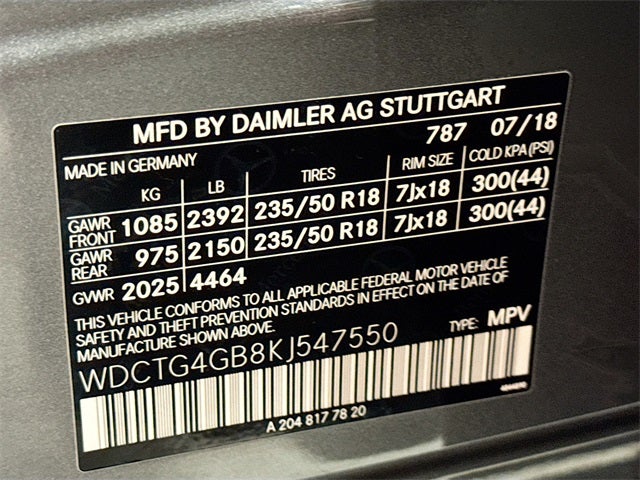 MFD BY DAIMLER AG STUTTGART
MADE IN GERMANY 787 07/18
KG LB TIRES RIM SIZE COLD KPA (PSI)
GAWR FRONT 1085 2392 235/50 R18 7Jx18 300(44)
GAWR REAR 975 2150 235/50 R18 7Jx18 300(44)
GVWR 2025 4464
THIS VEHICLE CONFORMS TO ALL APPLICABLE FEDERAL MOTOR VEHICLE
SAFETY AND THEFT PREVENTION STANDARDS IN EFFECT ON THE DATE OF
MANUFACTURE SHOWN ABOVE.
WDCTG4GB8KJ547550 TYPE: MPV
A 204 817 78 20